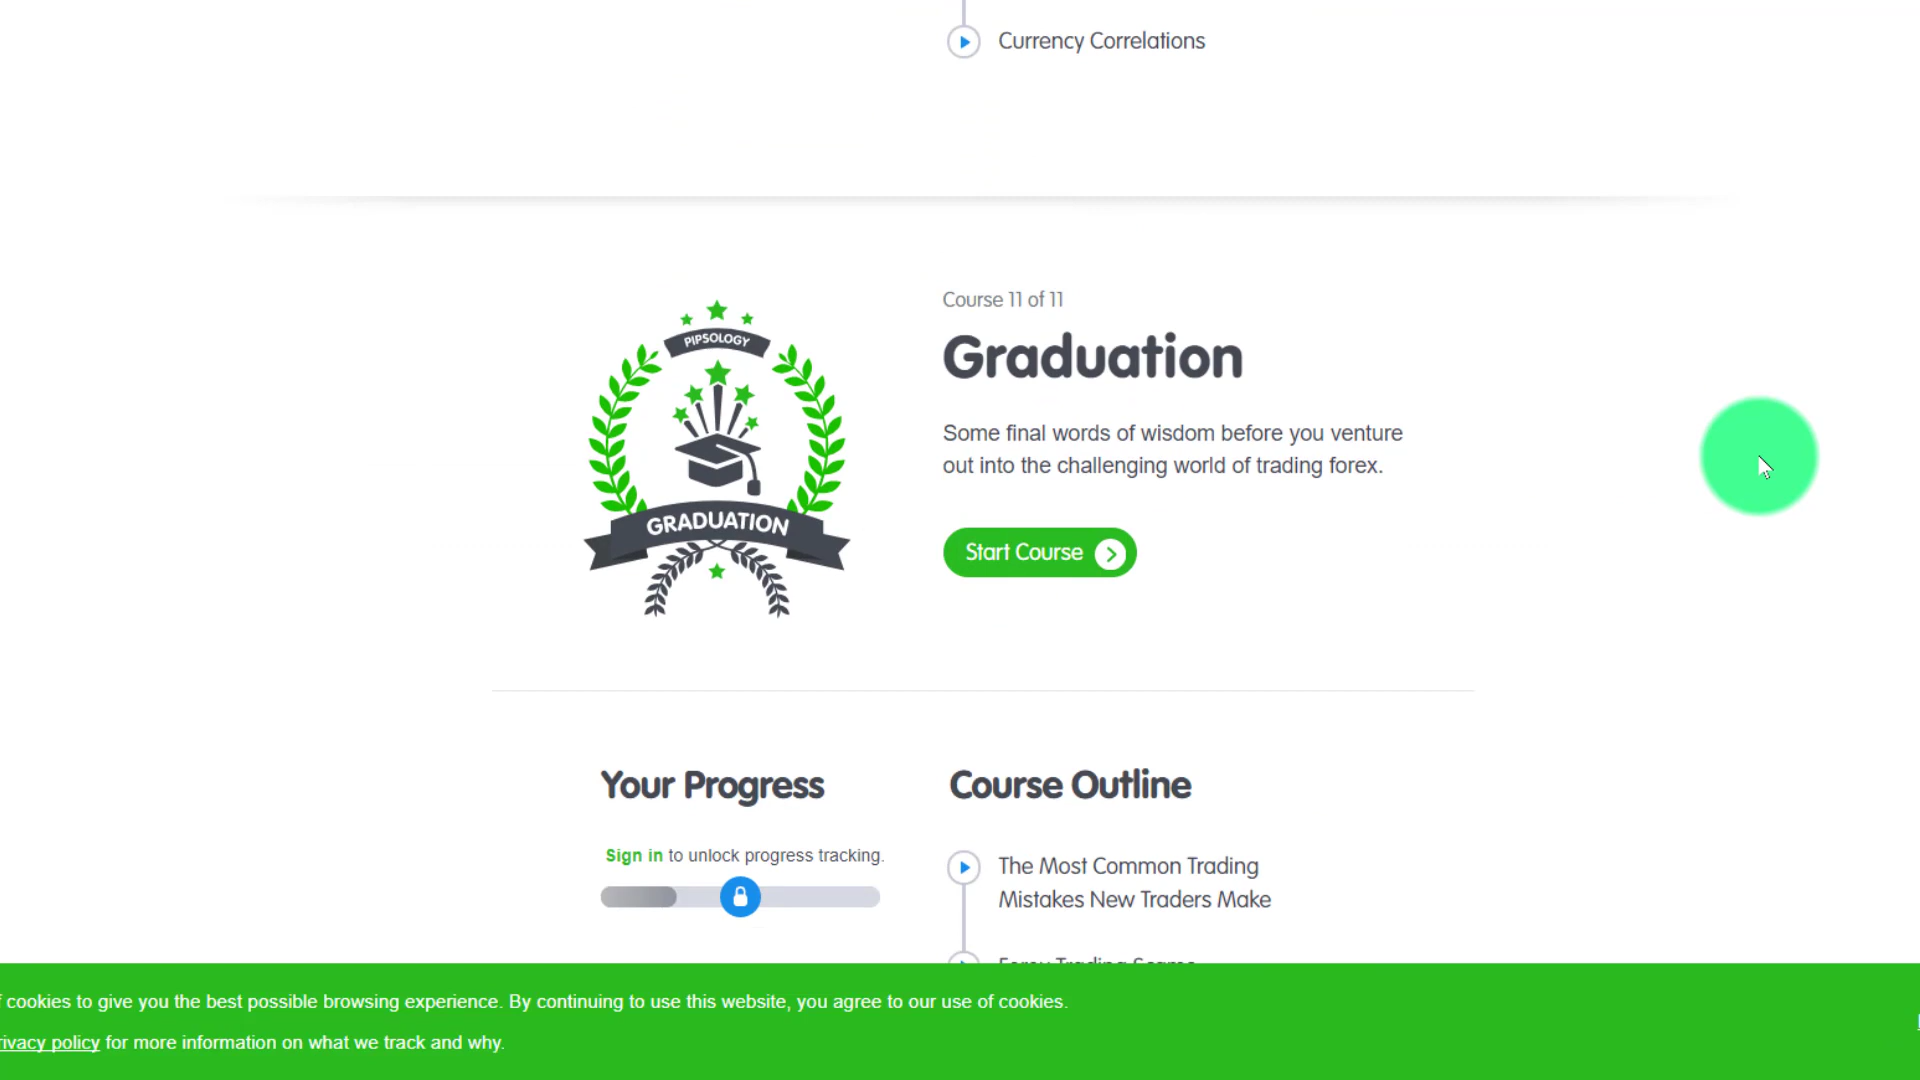 Currency Correlations
Course 11 of 11
Graduation
Some final words of wisdom before you venture
out into the challenging world of trading forex.
Start Course
PIPSOLOGY
GRADUATION
Your Progress
Sign in to unlock progress tracking.
Course Outline
The Most Common Trading
Mistakes New Traders Make
Forex Trading Scams
cookies to give you the best possible browsing experience. By continuing to use this website, you agree to our use of cookies.
policy for more information on what we track and why.